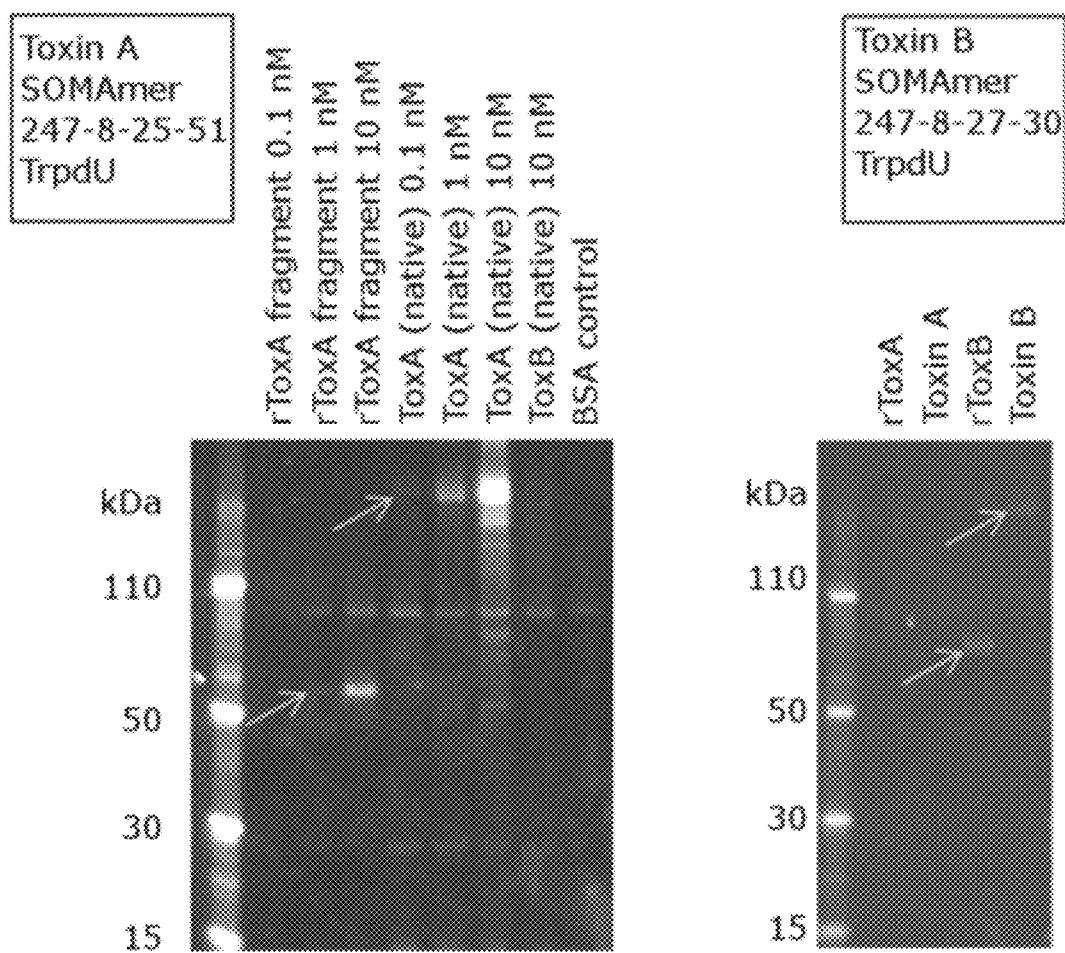 Toxin A
SOMAmer
247-8-25-51
TrpdU
rToxA fragment 0.1 nM
rToxA fragment 1 nM
rToxA fragment 10 nM
ToxA (native) 0.1 nM
ToxA (native) 1 nM
ToxA (native) 10 nM
ToxB (native) 10 nM
BSA control
kDa
110
50
30
15
Toxin B
SOMAmer
247-8-27-30
TrpdU
rToxA
Toxin A
rToxB
Toxin B
kDa
110
50
30
15